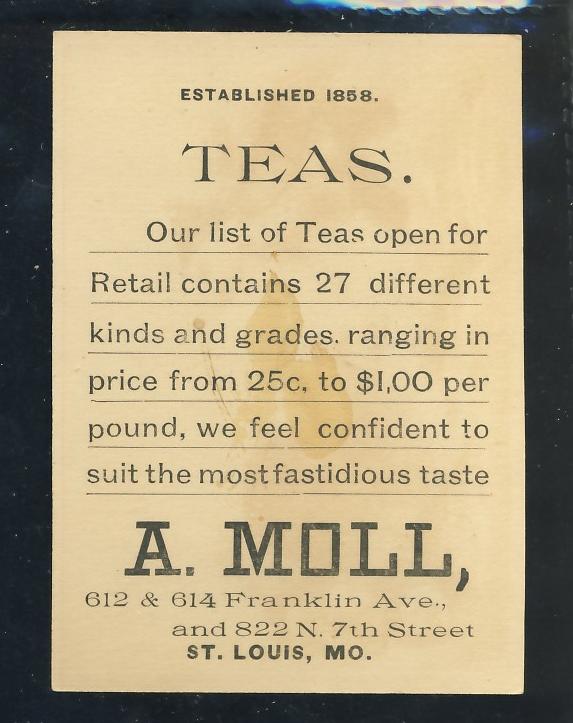 ESTABLISHED 1858.
TEAS.
Our list of Teas open for
Retail contains 27 different
kinds and grades. ranging in
price from 25c. to $1,00 per
pound, we feel confident to
suit the most fastidious taste
A. MOLL,
612 & 614 Franklin Ave.,
and 822 N. 7th Street
ST. LOUIS, MO.